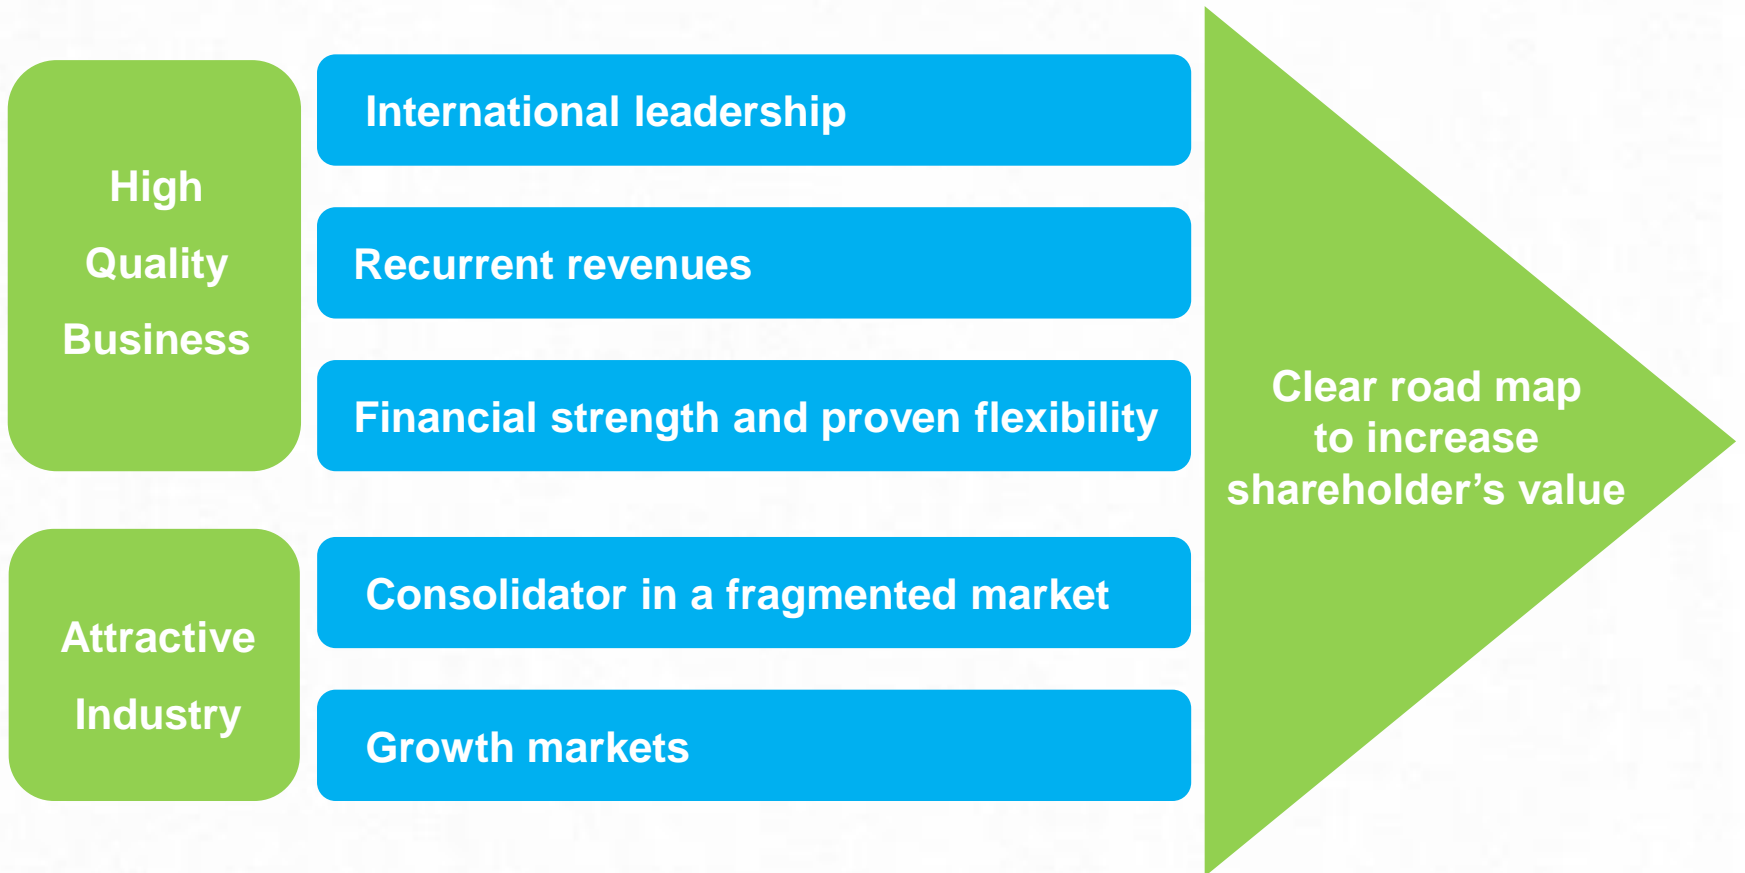 High
Quality
Business
International leadership
Recurrent revenues
Financial strength and proven flexibility
Attractive
Industry
Consolidator in a fragmented market
Growth markets
Clear road map
to increase
shareholder’s value